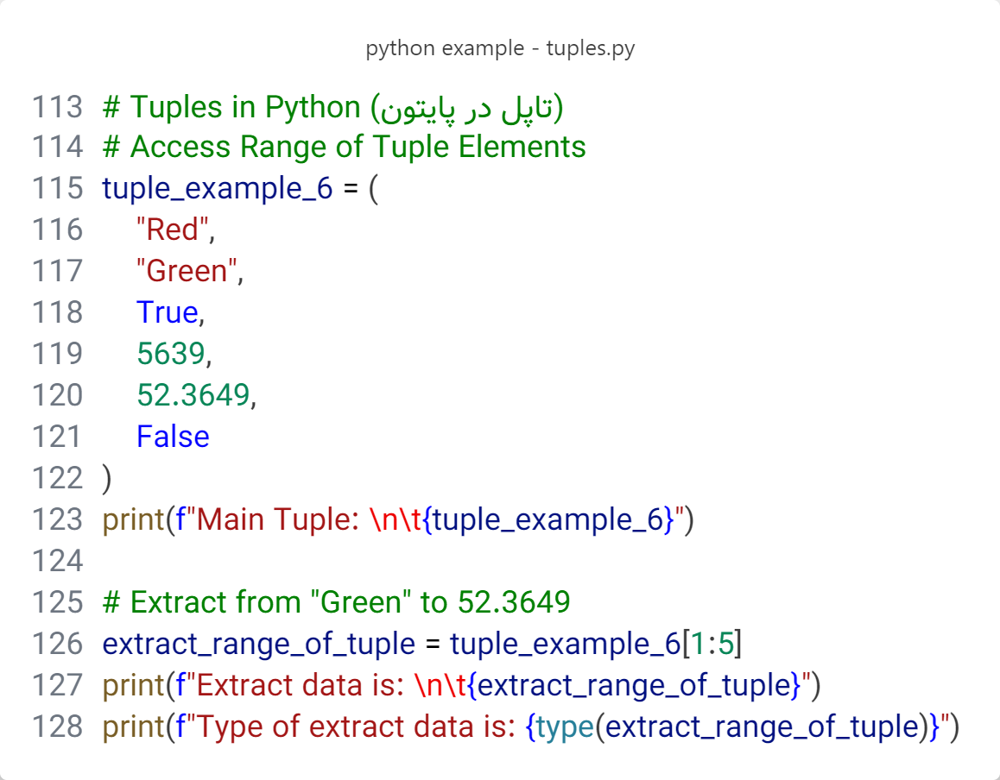 python example - tuples.py
113 # Tuples in Python (تاپل در پایتون)
114 # Access Range of Tuple Elements
115 tuple_example_6 = (
116     "Red",
117     "Green",
118     True,
119     5639,
120     52.3649,
121     False
122 )
123 print(f"Main Tuple: \n\t{tuple_example_6}")
124
125 # Extract from "Green" to 52.3649
126 extract_range_of_tuple = tuple_example_6[1:5]
127 print(f"Extract data is: \n\t{extract_range_of_tuple}")
128 print(f"Type of extract data is: {type(extract_range_of_tuple)}")